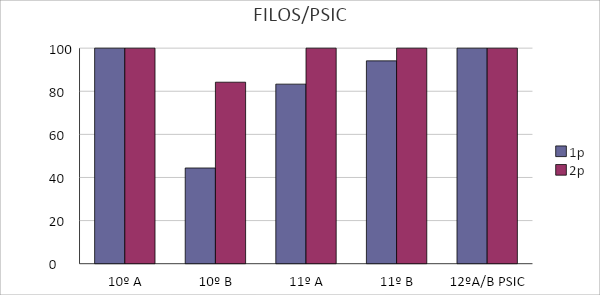 FILOS/PSIC
100
80
60
40
20
0
10º A
10º B
11º A
11º B
12ºA/B PSIC
1p
2p